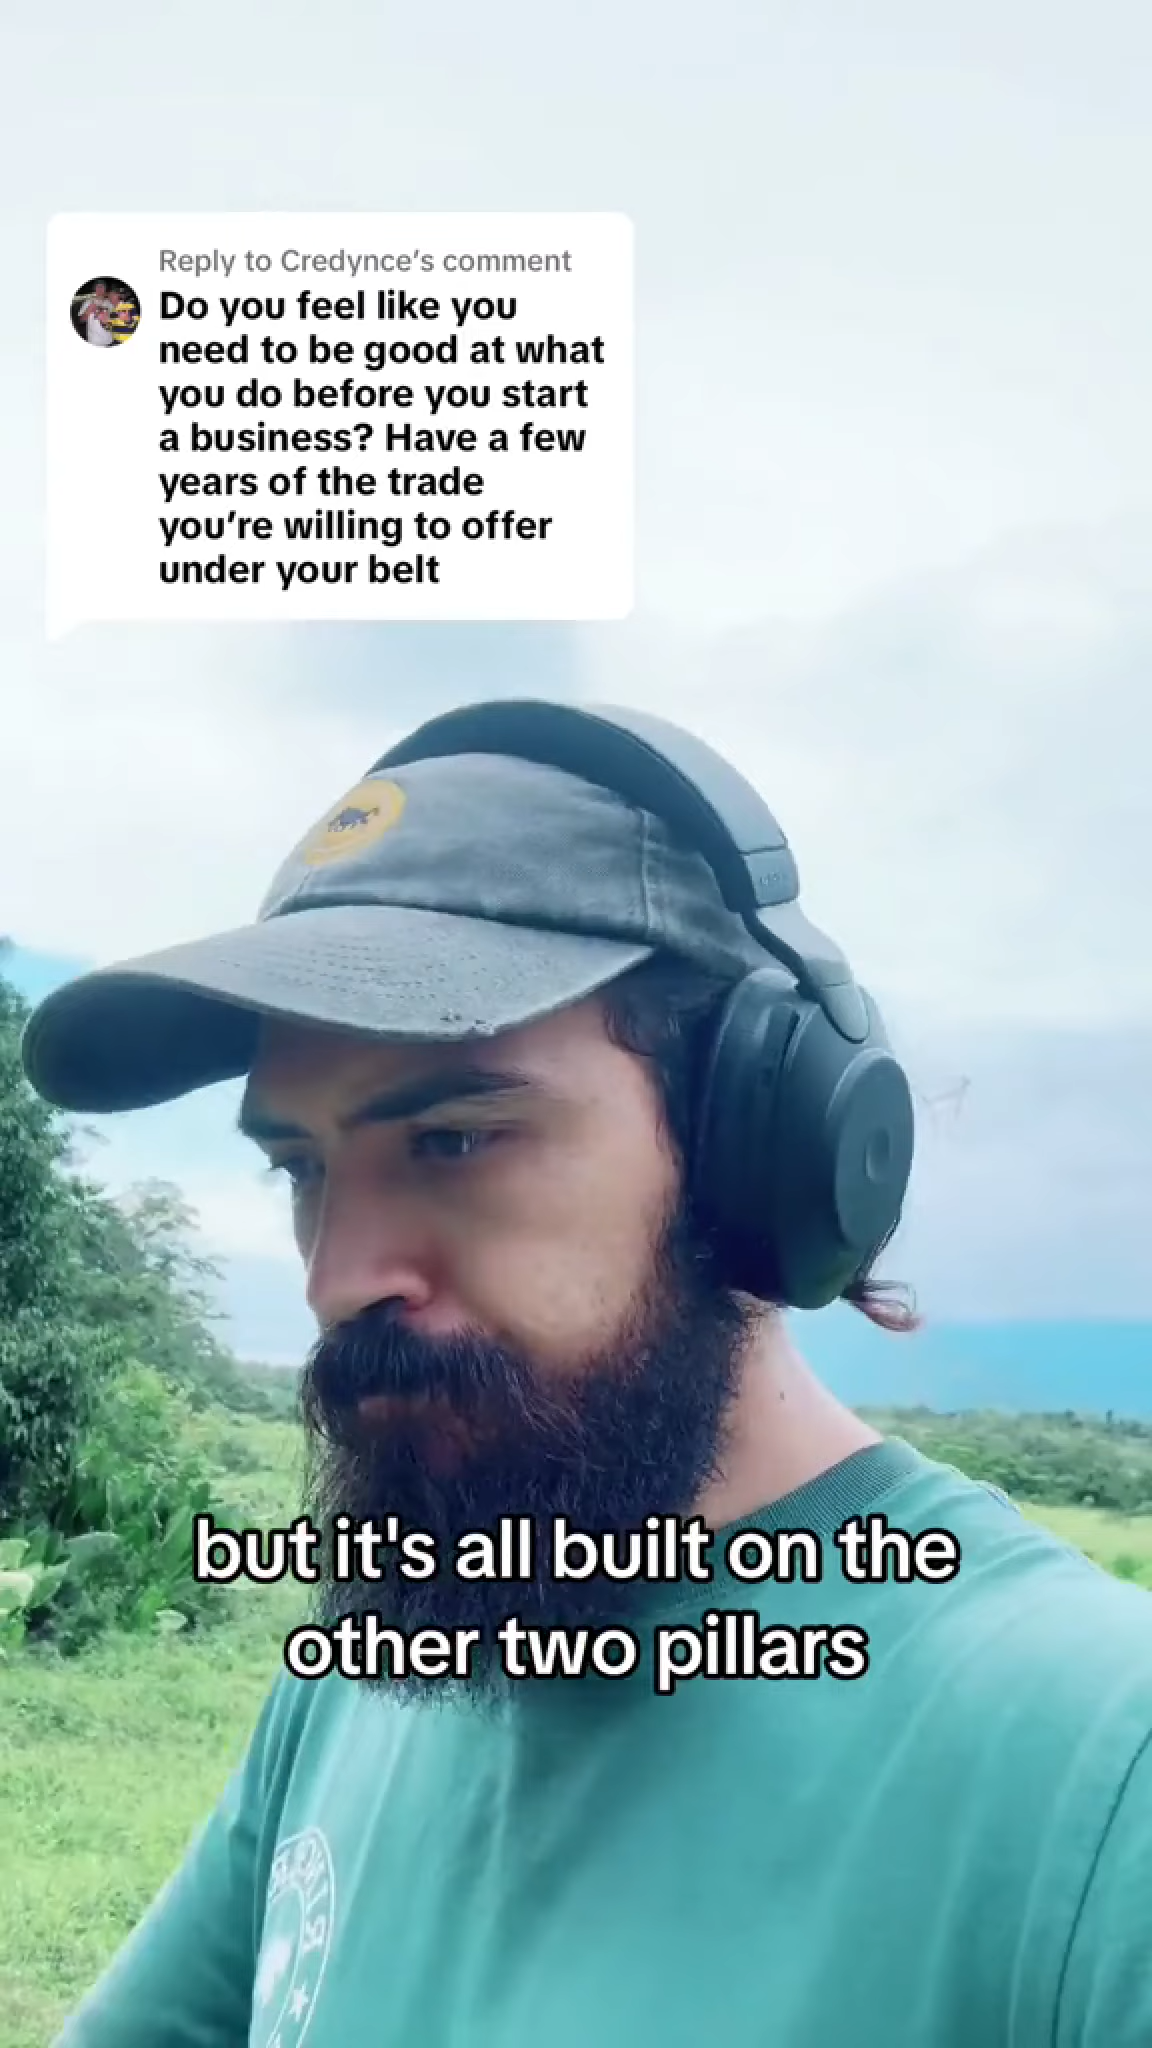 Reply to Credynce’s comment
Do you feel like you
need to be good at what
you do before you start
a business? Have a few
years of the trade
you’re willing to offer
under your belt
but it's all built on the
other two pillars